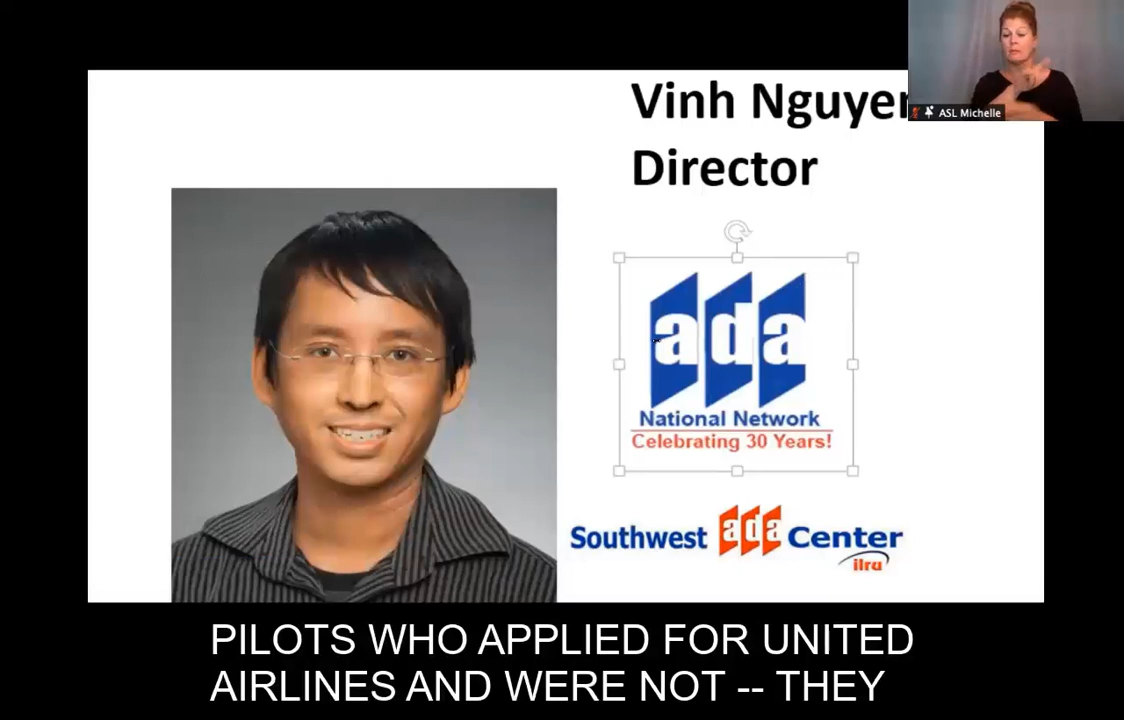 Vinh Nguyen
Director
ASL Michelle
ada
National Network
Celebrating 30 Years!
Southwest ada Center
ilru
PILOTS WHO APPLIED FOR UNITED
AIRLINES AND WERE NOT -- THEY